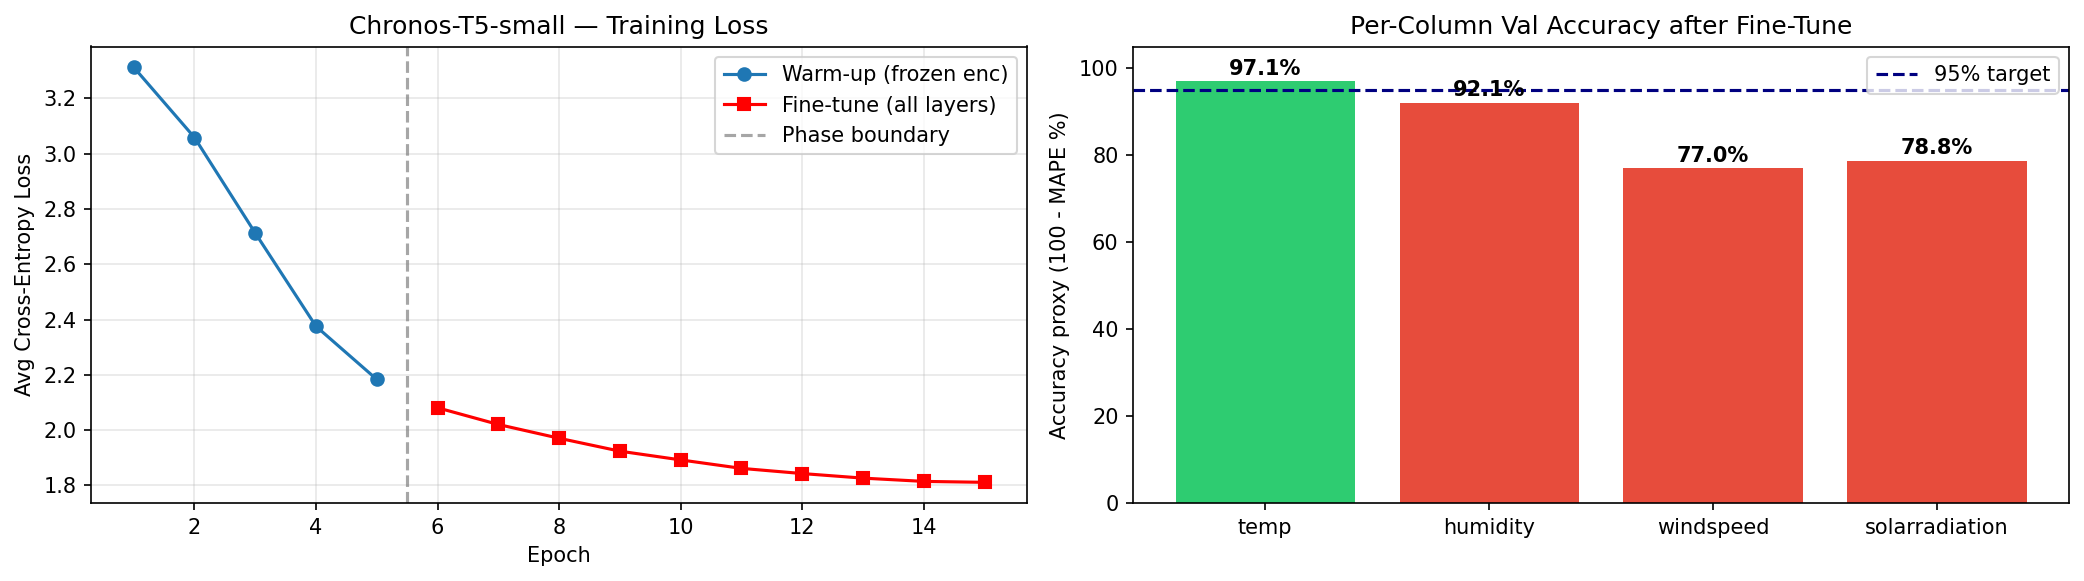 Chronos-T5-small — Training Loss
Avg Cross-Entropy Loss
3.2
3.0
2.8
2.6
2.4
2.2
2.0
1.8
Warm-up (frozen enc)
Fine-tune (all layers)
Phase boundary
2 4 6 8 10 12 14
Epoch
Per-Column Val Accuracy after Fine-Tune
Accuracy proxy (100 - MAPE %)
100
80
60
40
20
0
95% target
97.1%
92.1%
77.0%
78.8%
temp humidity windspeed solarradiation